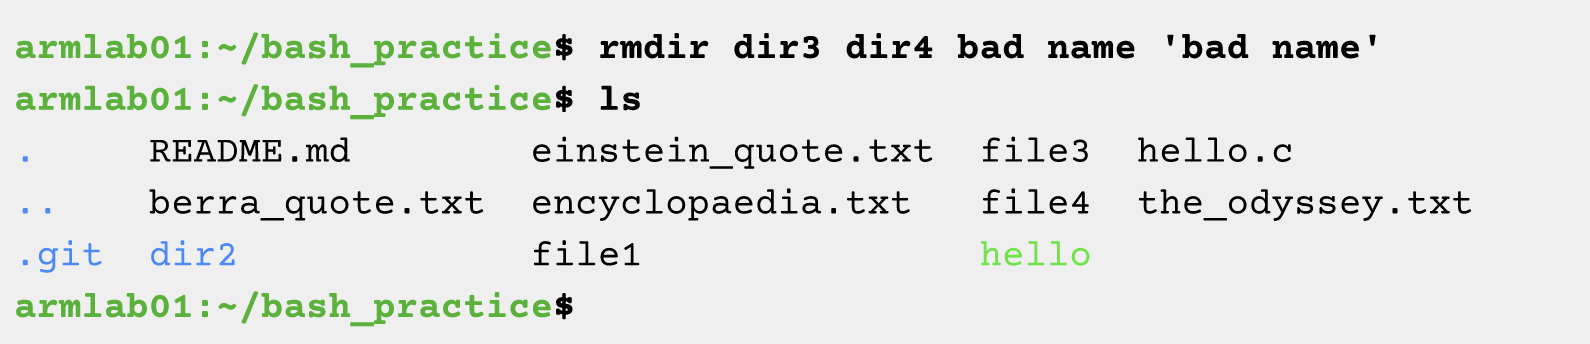 armlab01:~/bash_practice$ rmdir dir3 dir4 bad name 'bad name'
armlab01:~/bash_practice$ ls
.     README.md        einstein_quote.txt  file3  hello.c
..    berra_quote.txt  encyclopaedia.txt   file4  the_odyssey.txt
.git  dir2             file1               hello
armlab01:~/bash_practice$